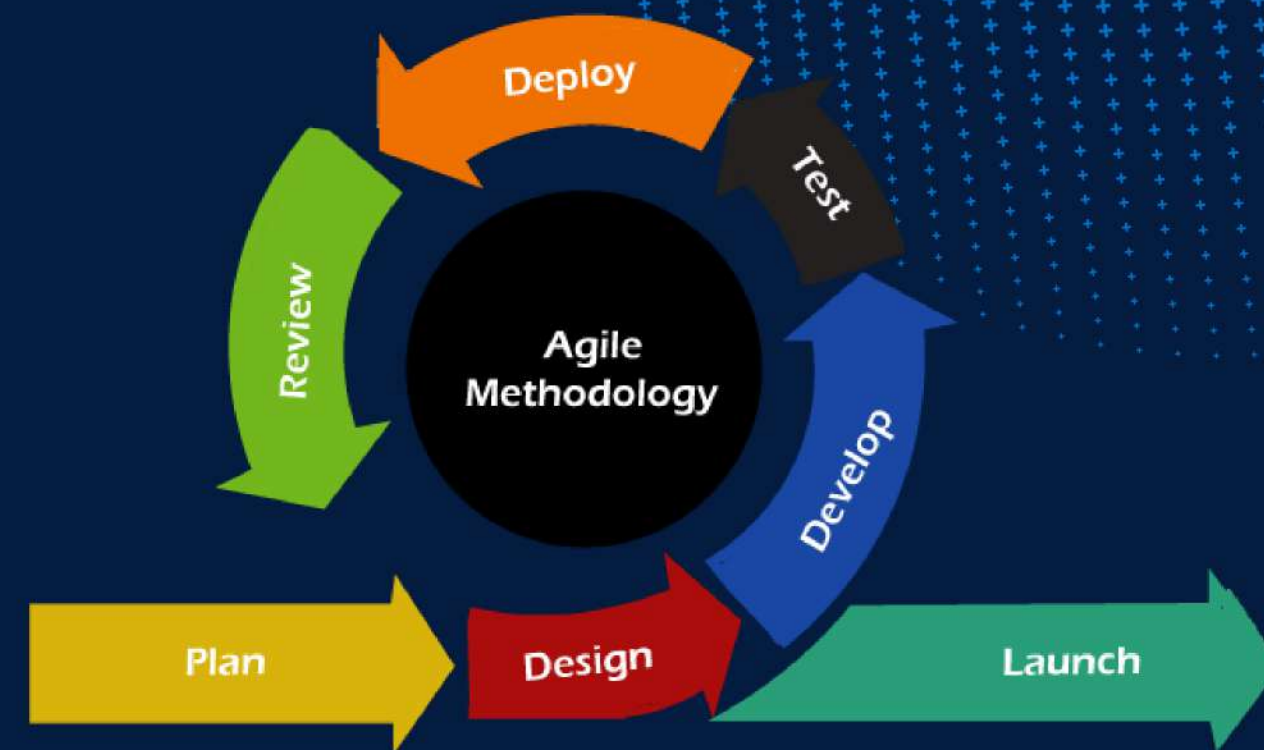 Deploy
Test
Review
Agile
Methodology
Develop
Plan
Design
Launch